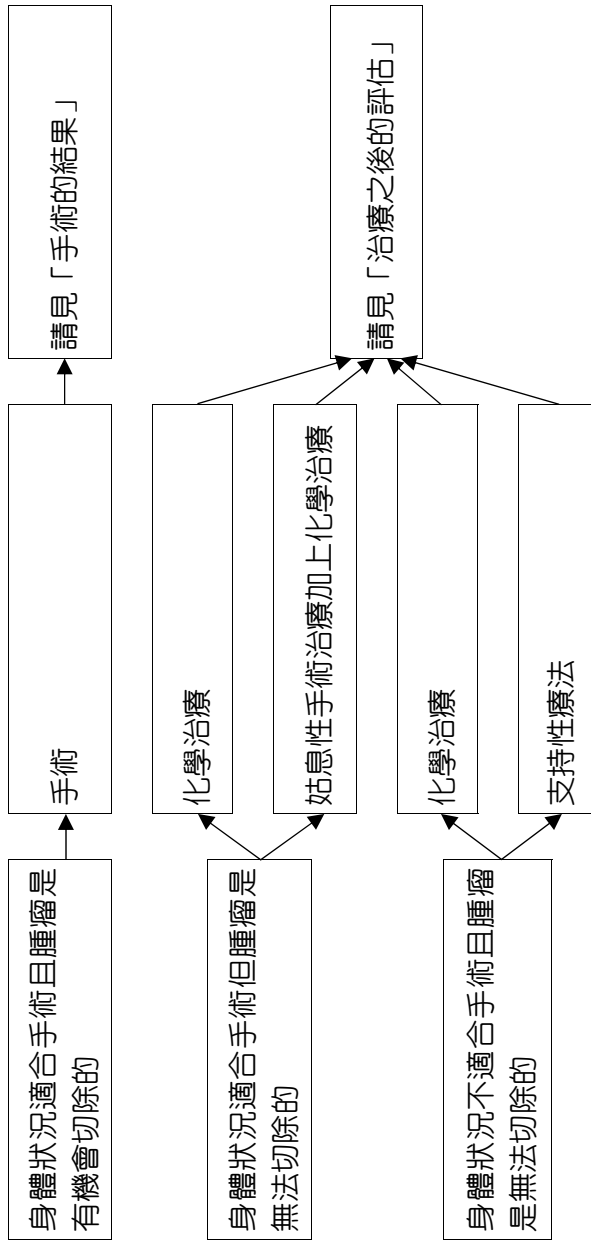 身體狀況適合手術且腫瘤是
有機會切除的
手術
請見「手術的結果」
身體狀況適合手術但腫瘤是
無法切除的
化學治療
姑息性手術治療加上化學治療
身體狀況不適合手術且腫瘤
是無法切除的
化學治療
支持性療法
請見「治療之後的評估」